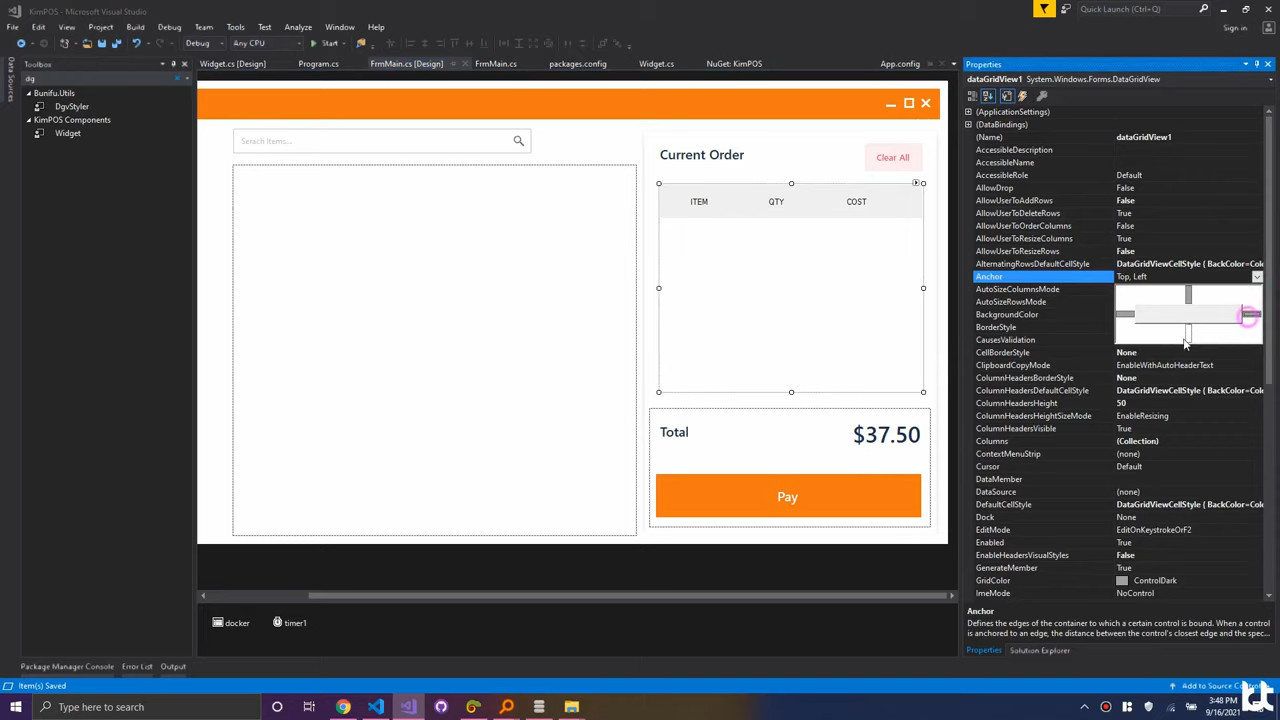 KimPOS - Microsoft Visual Studio
Quick Launch (Ctrl+Q)
File Edit View Project Build Debug Team Tools Test Analyze Window Help
Sign in
Debug Any CPU Start
Data Sources
Toolbox
Widget.cs [Design] Program.cs FrmMain.cs [Design] FrmMain.cs packages.config Widget.cs NuGet: KimPOS App.config
Properties
dg
dataGridView1 System.Windows.Forms.DataGridView
Bunifu.Utils
DgvStyler
KimPOS Components
Widget
Serach Items...
Current Order
Clear All
ITEM QTY COST
Total
$37.50
Pay
(ApplicationSettings)
(DataBindings)
(Name) dataGridView1
AccessibleDescription
AccessibleName
AccessibleRole Default
AllowDrop False
AllowUserToAddRows False
AllowUserToDeleteRows True
AllowUserToOrderColumns False
AllowUserToResizeColumns True
AllowUserToResizeRows False
AlternatingRowsDefaultCellStyle DataGridViewCellStyle { BackColor=Col
Anchor Top, Left
AutoSizeColumnsMode
AutoSizeRowsMode
BackgroundColor
BorderStyle
CausesValidation
CellBorderStyle None
ClipboardCopyMode EnableWithAutoHeaderText
ColumnHeadersBorderStyle None
ColumnHeadersDefaultCellStyle DataGridViewCellStyle { BackColor=Col
ColumnHeadersHeight 50
ColumnHeadersHeightSizeMode EnableResizing
ColumnHeadersVisible True
Columns (Collection)
ContextMenuStrip (none)
Cursor Default
DataMember
DataSource (none)
DefaultCellStyle DataGridViewCellStyle { BackColor=Col
Dock None
EditMode EditOnKeystrokeOrF2
Enabled True
EnableHeadersVisualStyles False
GenerateMember True
GridColor ControlDark
ImeMode NoControl
Anchor
Defines the edges of the container to which a certain control is bound. When a control
is anchored to an edge, the distance between the control's closest edge and the spec...
Properties Solution Explorer
docker timer1
Package Manager Console Error List Output
Item(s) Saved
Add to Source Contro
Type here to search
3:48 PM
9/16/2021